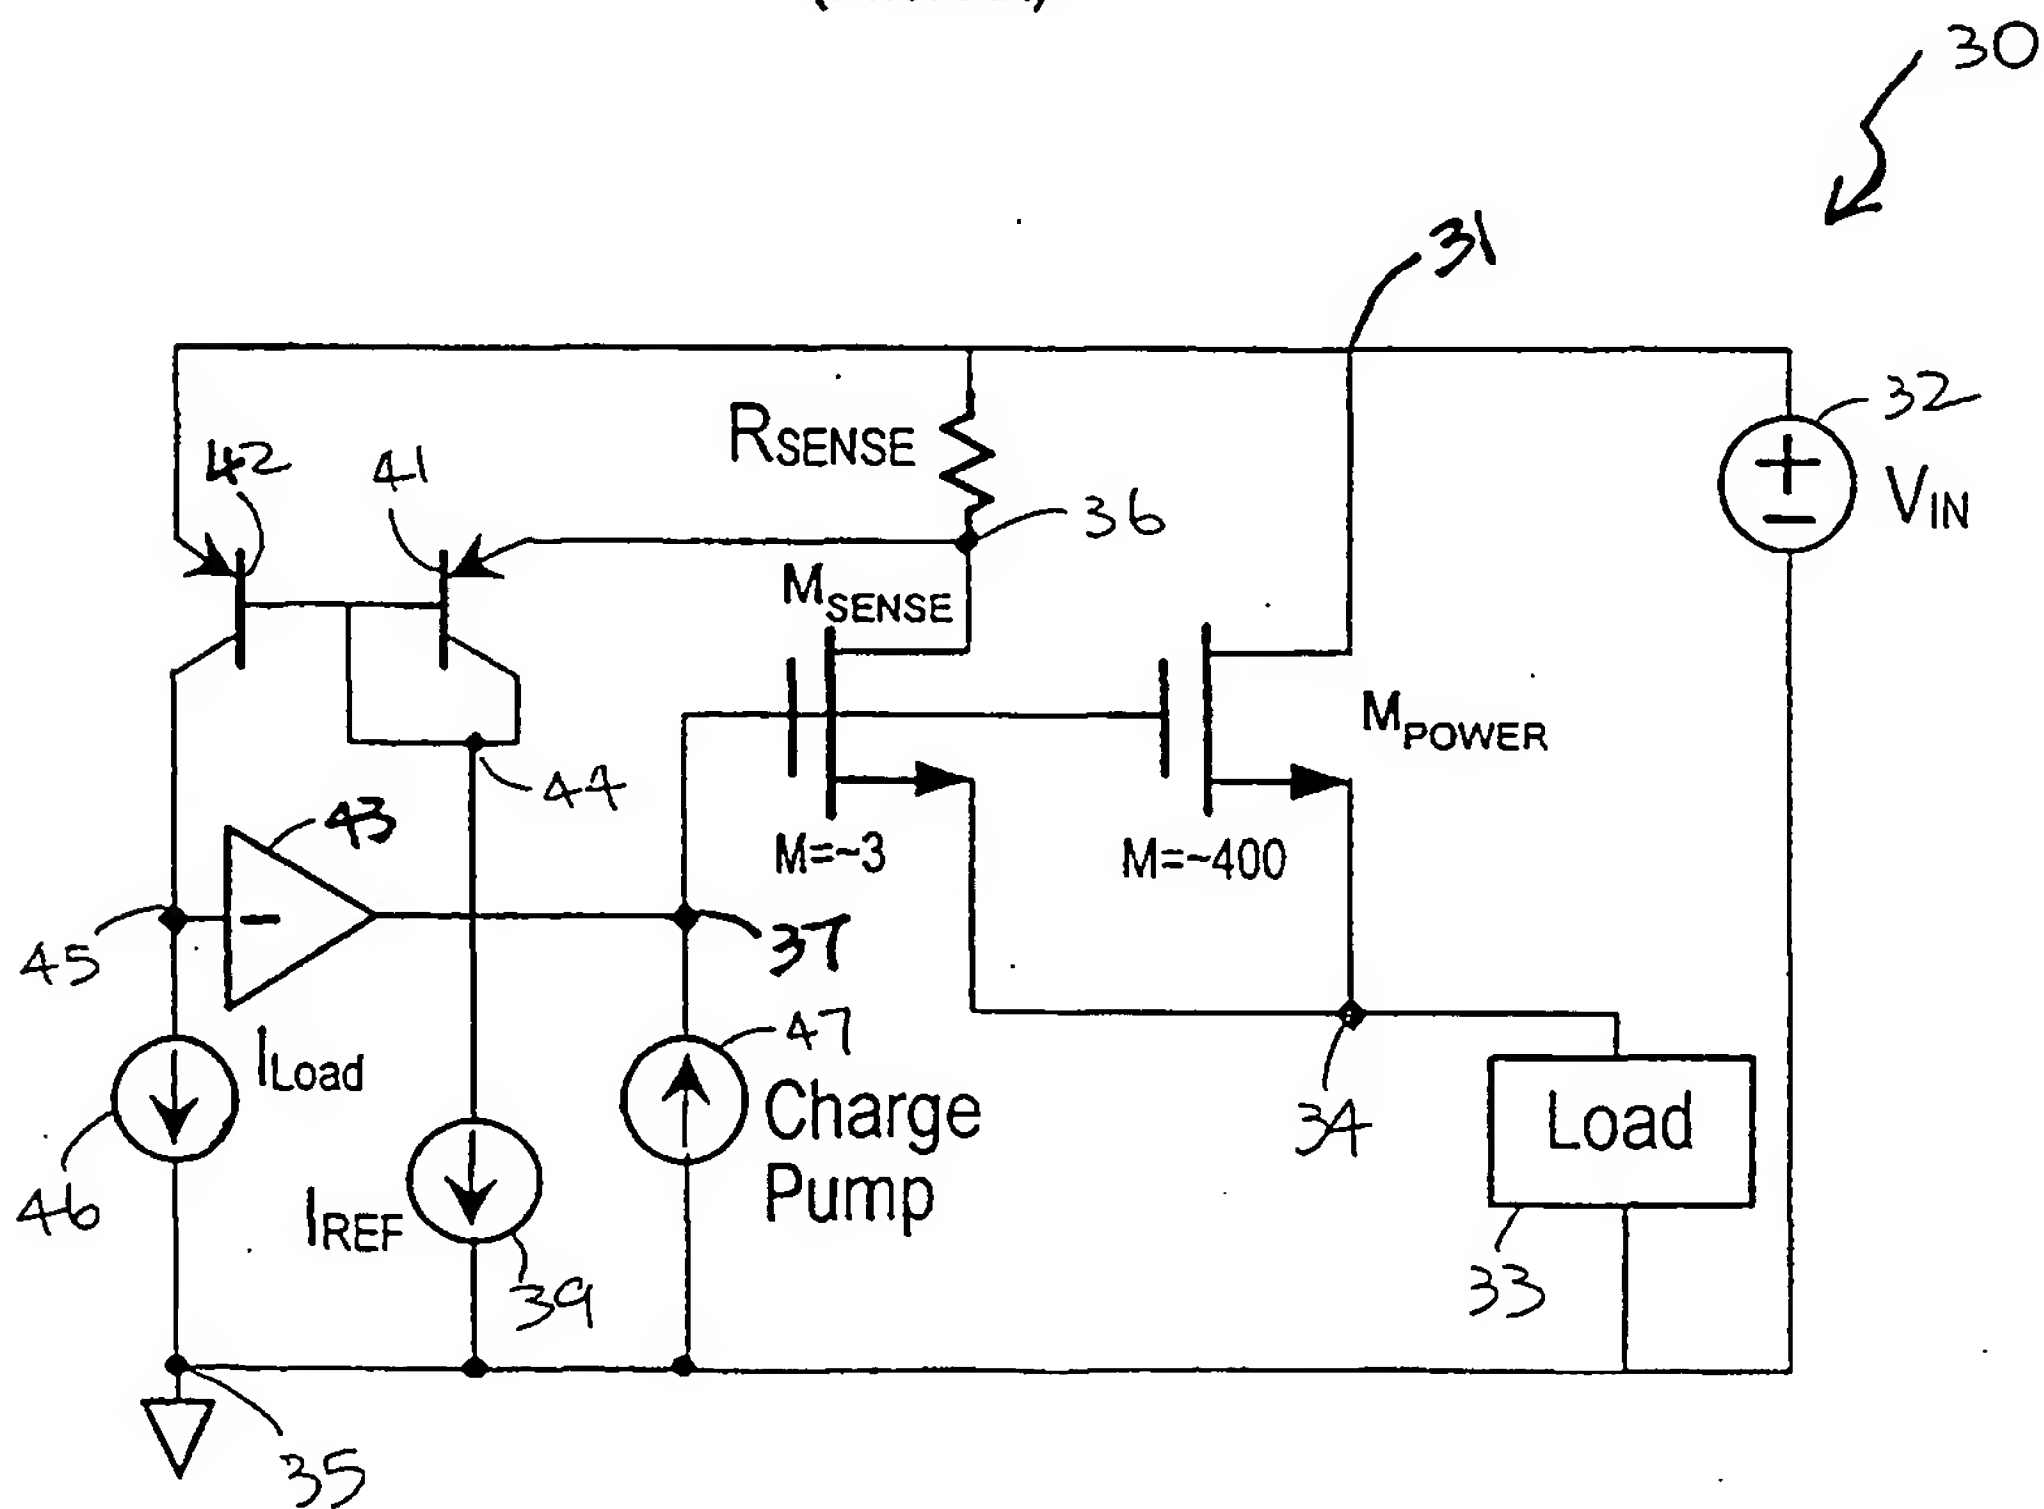 30
31
32
RSENSE
42
41
36
VIN
MSENSE
MPOWER
44
43
M=~3
M=~400
45
37
47
ILoad
Charge
Pump
34
Load
46
IREF
39
33
35
+
−
−